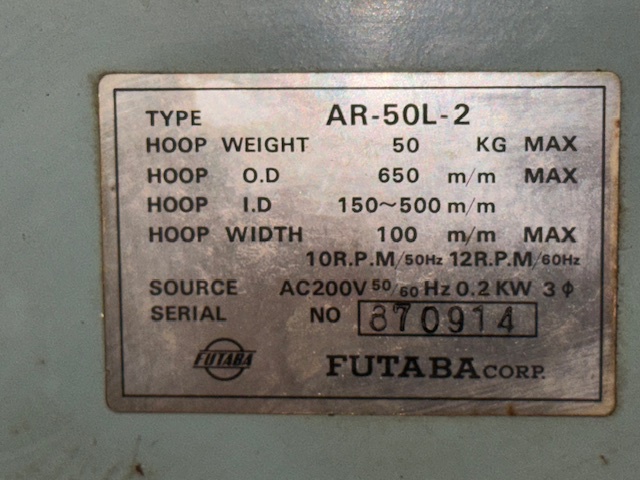 TYPE AR-50L-2
HOOP WEIGHT 50 KG MAX
HOOP O.D 650 m/m MAX
HOOP I.D 150~500 m/m
HOOP WIDTH 100 m/m MAX
10R.P.M/50Hz 12R.P.M/60Hz
SOURCE AC200V 50/60 Hz 0.2 KW 3 ϕ
SERIAL NO 870914
FUTABA FUTABA CORP.